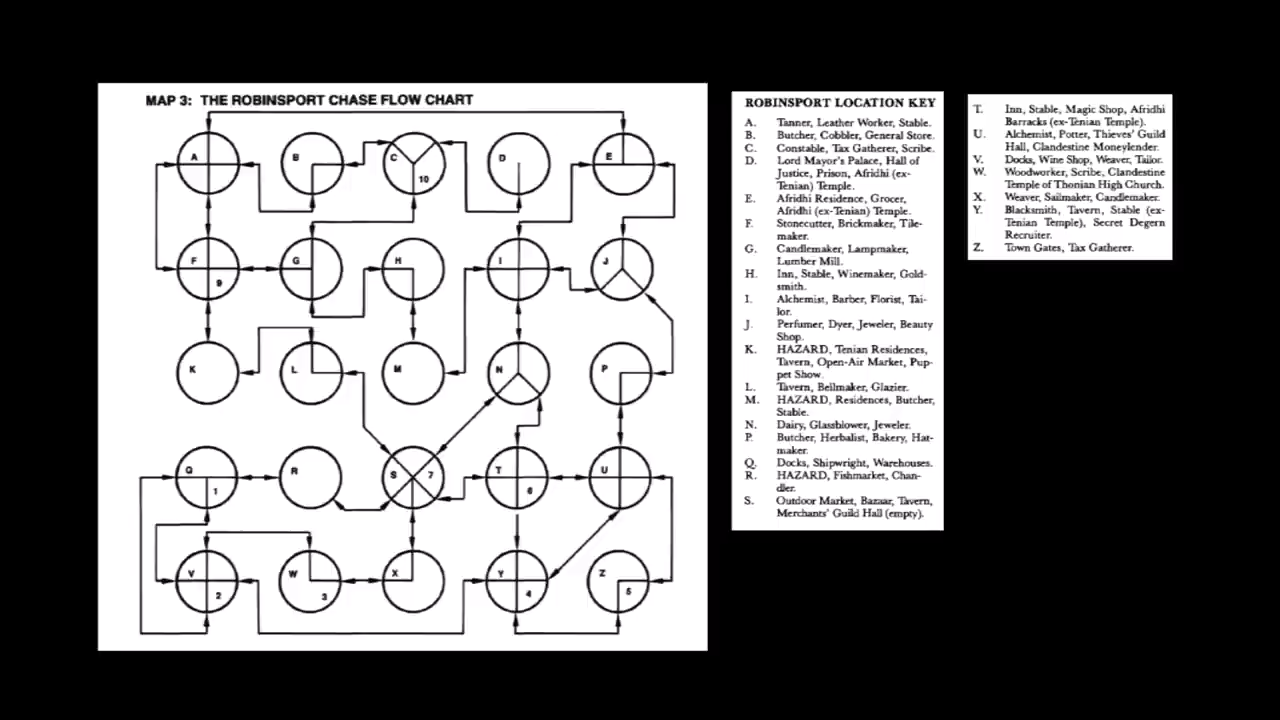 MAP 3: THE ROBINSPORT CHASE FLOW CHART
A
B
C
10
D
E
F
9
G
H
I
J
K
L
M
N
P
Q
1
R
S
7
T
6
U
V
2
W
3
X
Y
4
Z
5
ROBINSPORT LOCATION KEY
A. Tanner, Leather Worker, Stable.
B. Butcher, Cobbler, General Store.
C. Constable, Tax Gatherer, Scribe.
D. Lord Mayor's Palace, Hall of
Justice, Prison, Afridhi (ex-
Tenian) Temple.
E. Afridhi Residence, Grocer,
Afridhi (ex-Tenian) Temple.
F. Stonecutter, Brickmaker, Tile-
maker.
G. Candlemaker, Lampmaker,
Lumber Mill.
H. Inn, Stable, Winemaker, Gold-
smith.
I. Alchemist, Barber, Florist, Tai-
lor.
J. Perfumer, Dyer, Jeweler, Beauty
Shop.
K. HAZARD, Tenian Residences,
Tavern, Open-Air Market, Pup-
pet Show.
L. Tavern, Bellmaker, Glazier.
M. HAZARD, Residences, Butcher,
Stable.
N. Dairy, Glassblower, Jeweler.
P. Butcher, Herbalist, Bakery, Hat-
maker.
Q. Docks, Shipwright, Warehouses.
R. HAZARD, Fishmarket, Chan-
dler.
S. Outdoor Market, Bazaar, Tavern,
Merchants' Guild Hall (empty).
T. Inn, Stable, Magic Shop, Afridhi
Barracks (ex-Tenian Temple).
U. Alchemist, Potter, Thieves' Guild
Hall, Clandestine Moneylender.
V. Docks, Wine Shop, Weaver, Tailor.
W. Woodworker, Scribe, Clandestine
Temple of Thonian High Church.
X. Weaver, Sailmaker, Candlemaker.
Y. Blacksmith, Tavern, Stable (ex-
Tenian Temple), Secret Degern
Recruiter.
Z. Town Gates, Tax Gatherer.